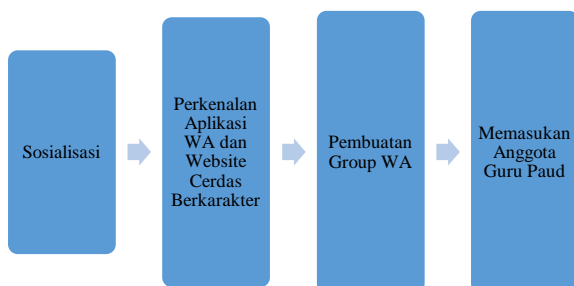 Sosialisasi
Perkenalan
Aplikasi
WA dan
Website
Cerdas
Berkarakter
Pembuatan
Group WA
Memasukan
Anggota
Guru Paud